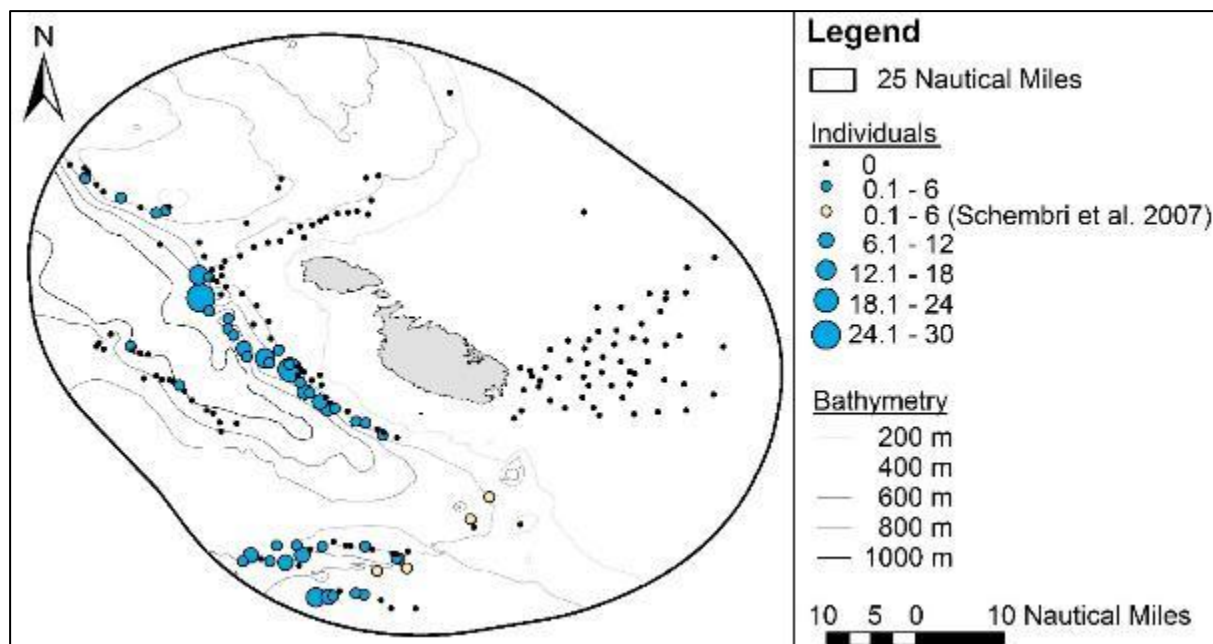 N
Legend
25 Nautical Miles
Individuals
0
0.1 - 6
0.1 - 6 (Schembri et al. 2007)
6.1 - 12
12.1 - 18
18.1 - 24
24.1 - 30
Bathymetry
200 m
400 m
600 m
800 m
1000 m
10 5 0 10 Nautical Miles